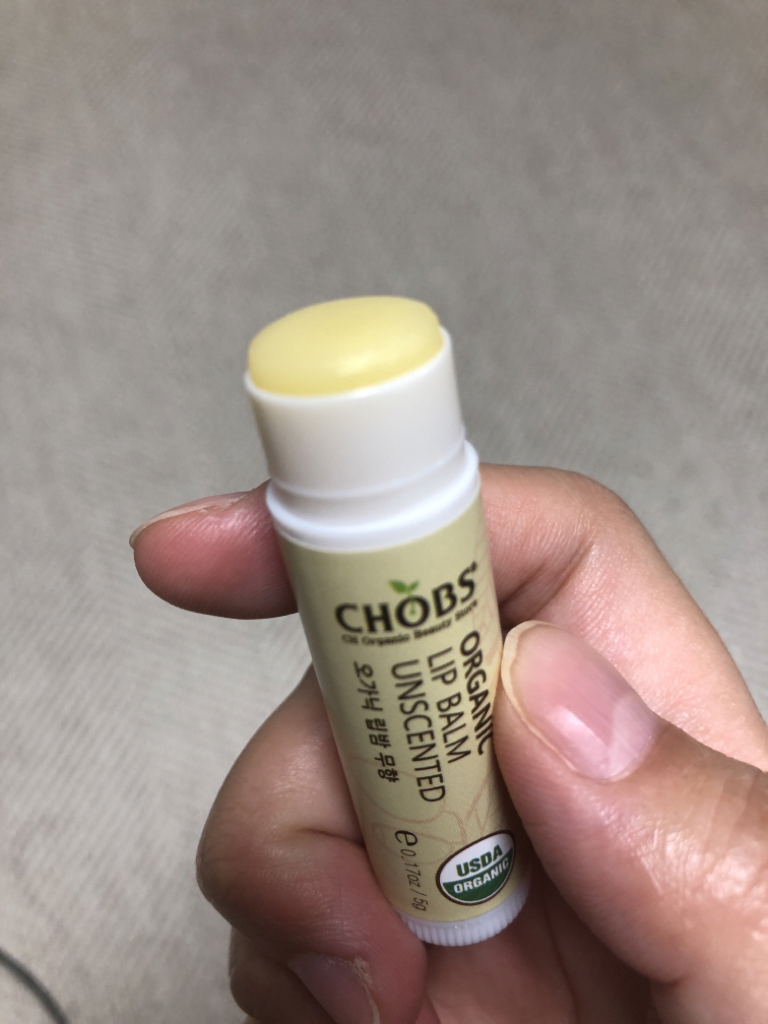 CHOBS
Oil Organic Beauty Store
ORGANIC
LIP BALM
UNSCENTED
오가닉 립밤 무향
e 0.17oz / 5g
USDA
ORGANIC